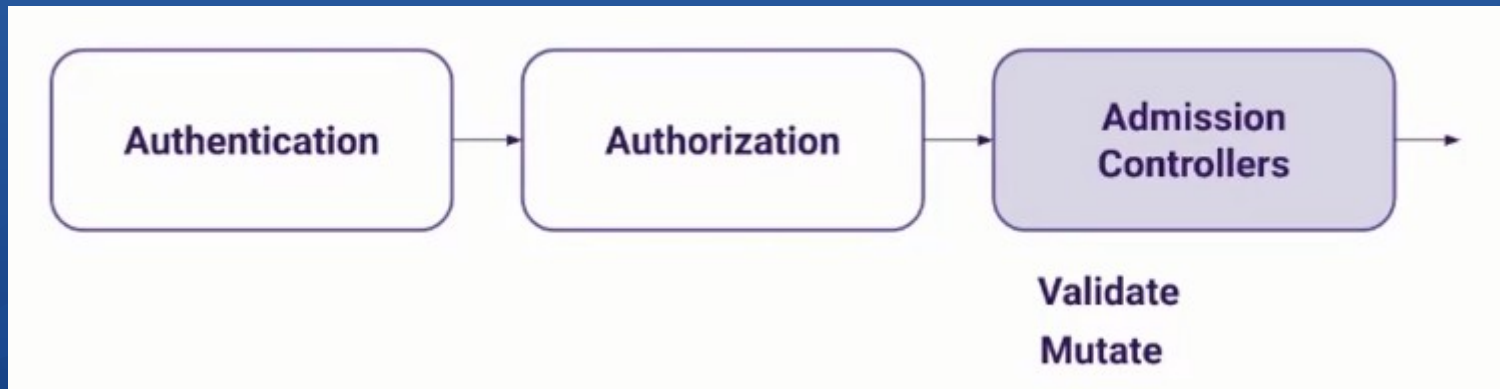 Authentication
Authorization
Admission
Controllers
Validate
Mutate